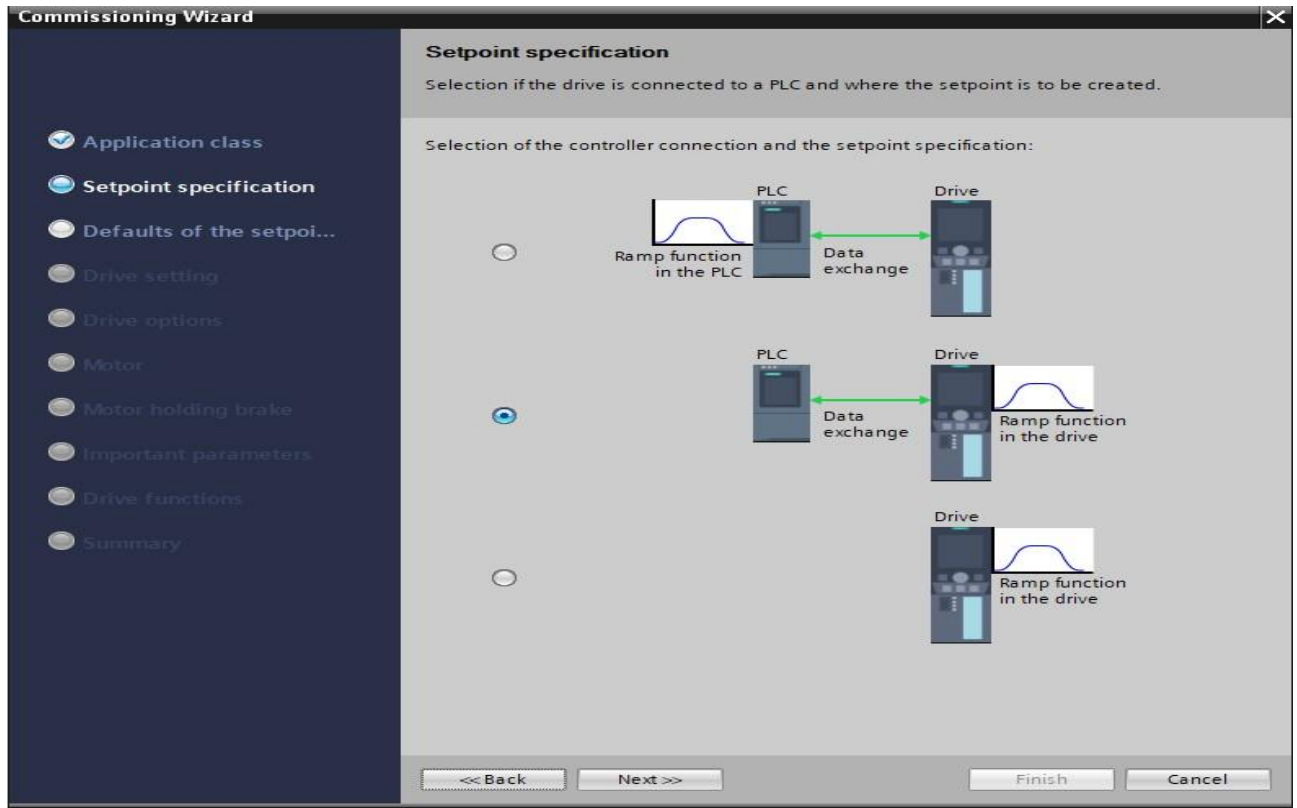 Commissioning Wizard
Setpoint specification
Selection if the drive is connected to a PLC and where the setpoint is to be created.
Application class
Setpoint specification
Defaults of the setpoi...
Drive setting
Drive options
Motor
Motor holding brake
Important parameters
Drive functions
Summary
Selection of the controller connection and the setpoint specification:
PLC
Drive
Ramp function
in the PLC
Data
exchange
PLC
Drive
Data
exchange
Ramp function
in the drive
Drive
Ramp function
in the drive
<<Back
Next>>
Finish
Cancel